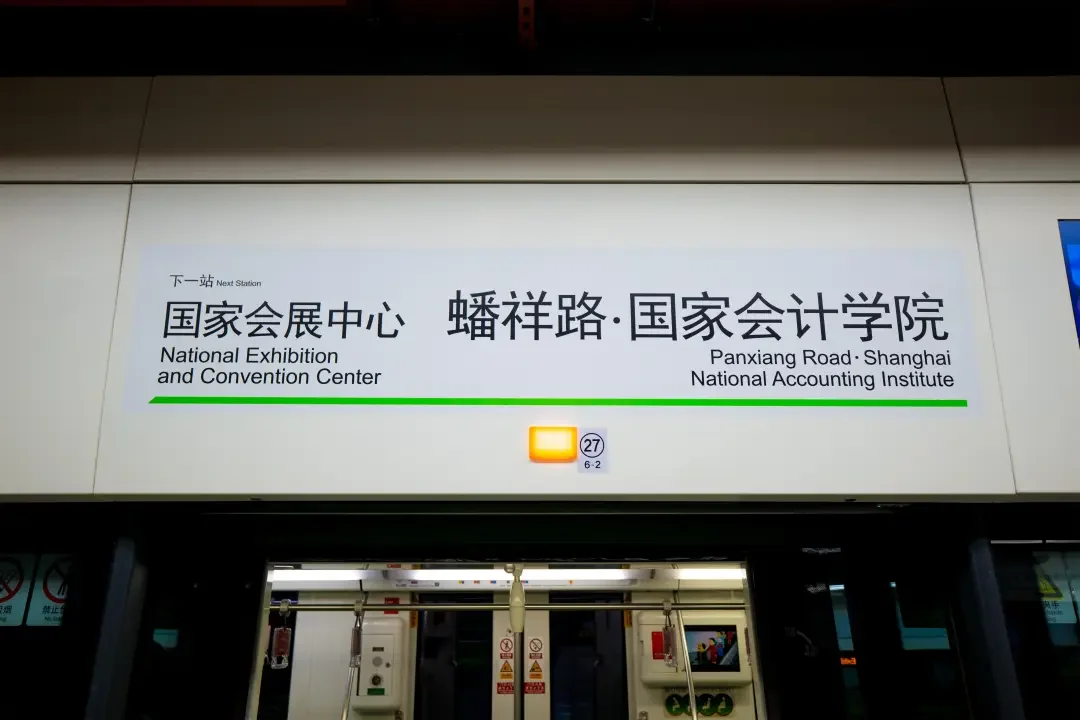 下一站 Next Station
国家会展中心
National Exhibition
and Convention Center
蟠祥路·国家会计学院
Panxiang Road·Shanghai
National Accounting Institute
27
6-2